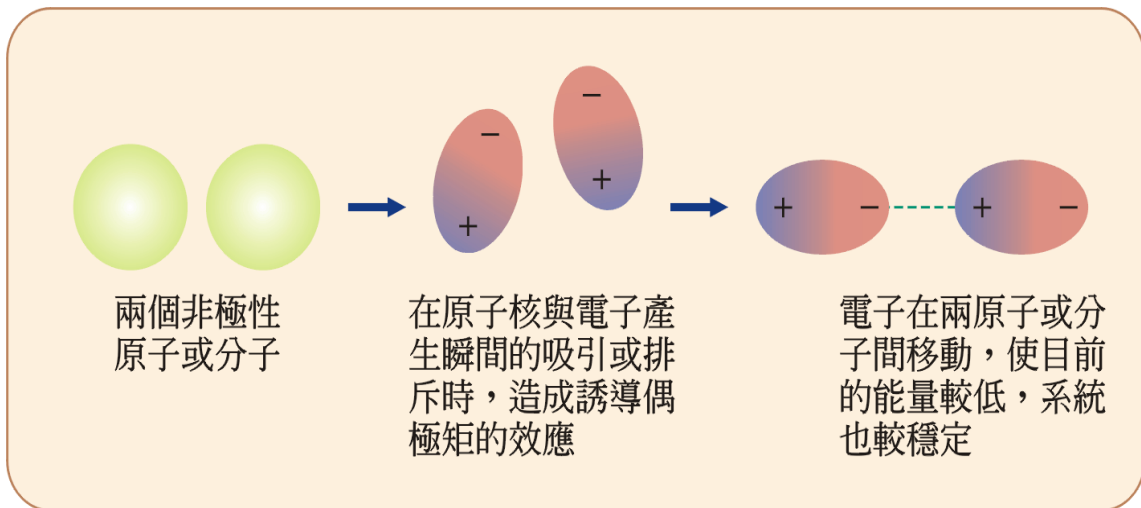 − − + + + − + −
兩個非極性
原子或分子
在原子核與電子產
生瞬間的吸引或排
斥時，造成誘導偶
極矩的效應
電子在兩原子或分
子間移動，使目前
的能量較低，系統
也較穩定